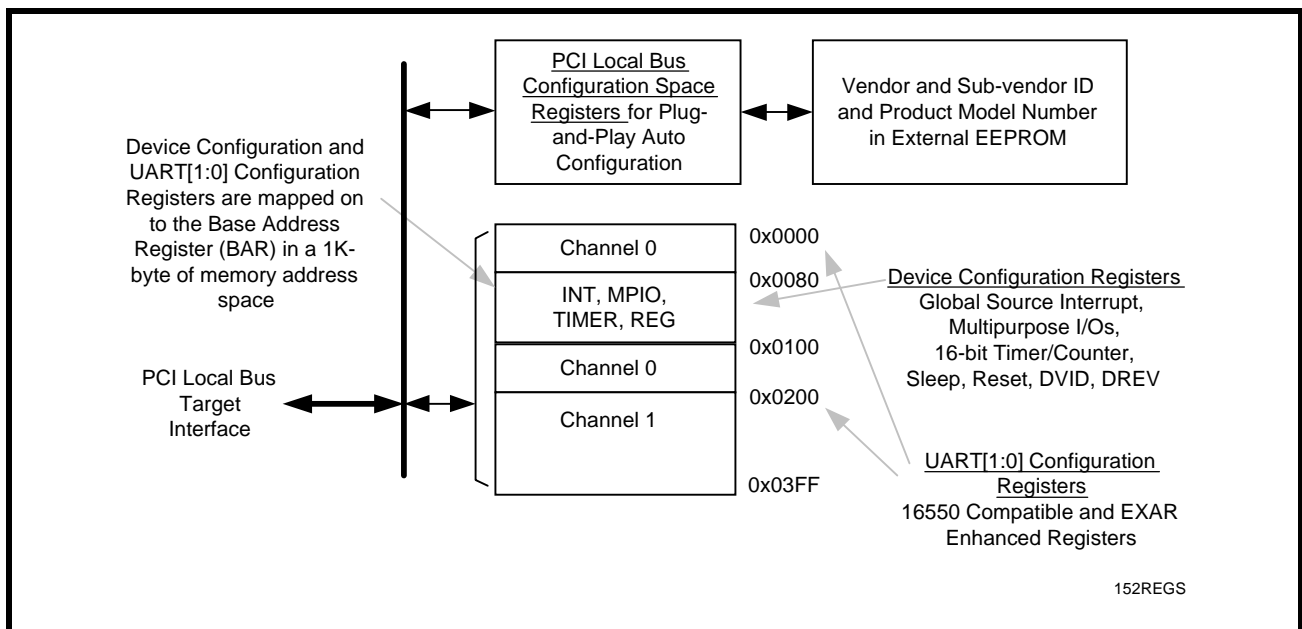 PCI Local Bus
Configuration Space
Registers for Plug-
and-Play Auto
Configuration
Vendor and Sub-vendor ID
and Product Model Number
in External EEPROM
Device Configuration and
UART[1:0] Configuration
Registers are mapped on
to the Base Address
Register (BAR) in a 1K-
byte of memory address
space
PCI Local Bus
Target
Interface
Channel 0
INT, MPIO,
TIMER, REG
Channel 0
Channel 1
0x0000
0x0080
0x0100
0x0200
0x03FF
Device Configuration Registers
Global Source Interrupt,
Multipurpose I/Os,
16-bit Timer/Counter,
Sleep, Reset, DVID, DREV
UART[1:0] Configuration
Registers
16550 Compatible and EXAR
Enhanced Registers
152REGS